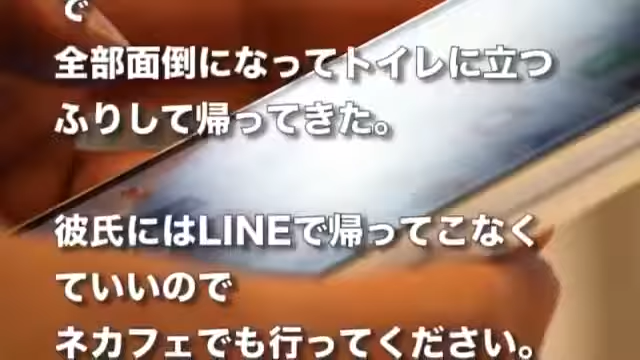 で
全部面倒になってトイレに立つ
ふりして帰ってきた。
彼氏にはLINEで帰ってこなく
ていいので
ネカフェでも行ってください。